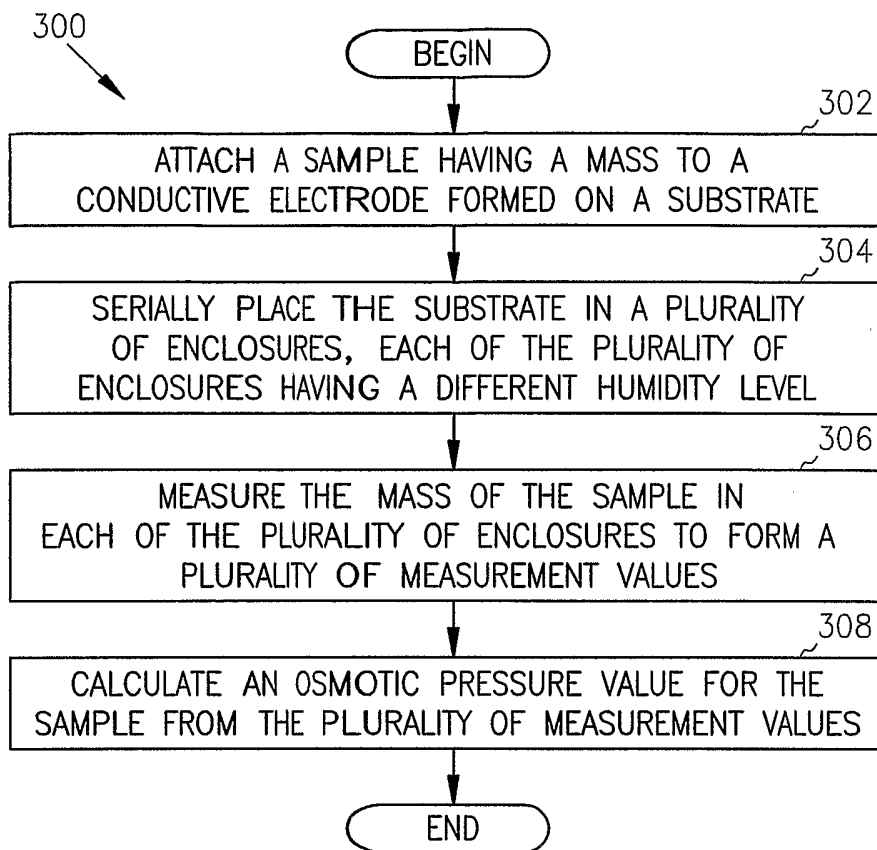 300
BEGIN
302
ATTACH A SAMPLE HAVING A MASS TO A
CONDUCTIVE ELECTRODE FORMED ON A SUBSTRATE
304
SERIALLY PLACE THE SUBSTRATE IN A PLURALITY
OF ENCLOSURES, EACH OF THE PLURALITY OF
ENCLOSURES HAVING A DIFFERENT HUMIDITY LEVEL
306
MEASURE THE MASS OF THE SAMPLE IN
EACH OF THE PLURALITY OF ENCLOSURES TO FORM A
PLURALITY OF MEASUREMENT VALUES
308
CALCULATE AN OSMOTIC PRESSURE VALUE FOR THE
SAMPLE FROM THE PLURALITY OF MEASUREMENT VALUES
END